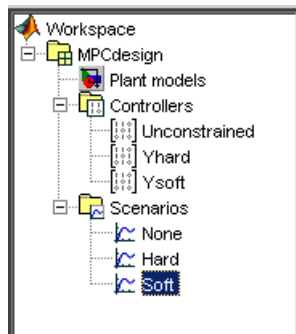 Workspace
MPCdesign
Plant models
Controllers
Unconstrained
Yhard
Ysoft
Scenarios
None
Hard
Soft